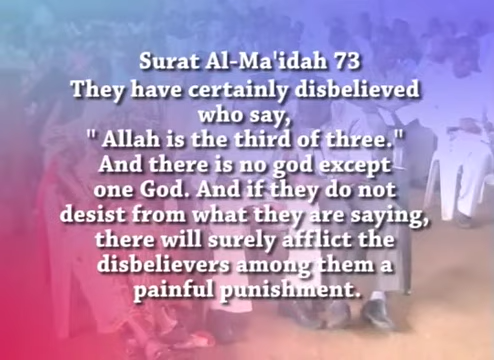 Surat Al-Ma'idah 73
They have certainly disbelieved
who say,
" Allah is the third of three."
And there is no god except
one God. And if they do not
desist from what they are saying,
there will surely afflict the
disbelievers among them a
painful punishment.